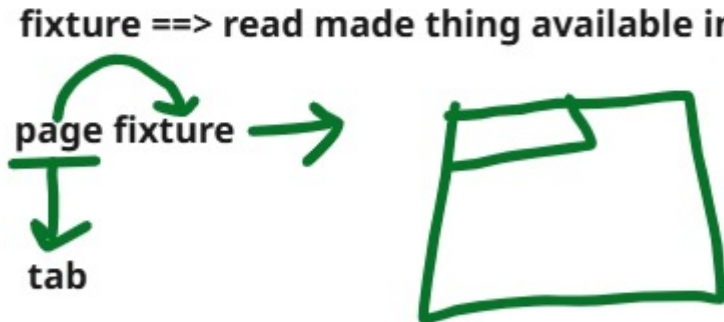 fixture ==> read made thing available in
page fixture
tab